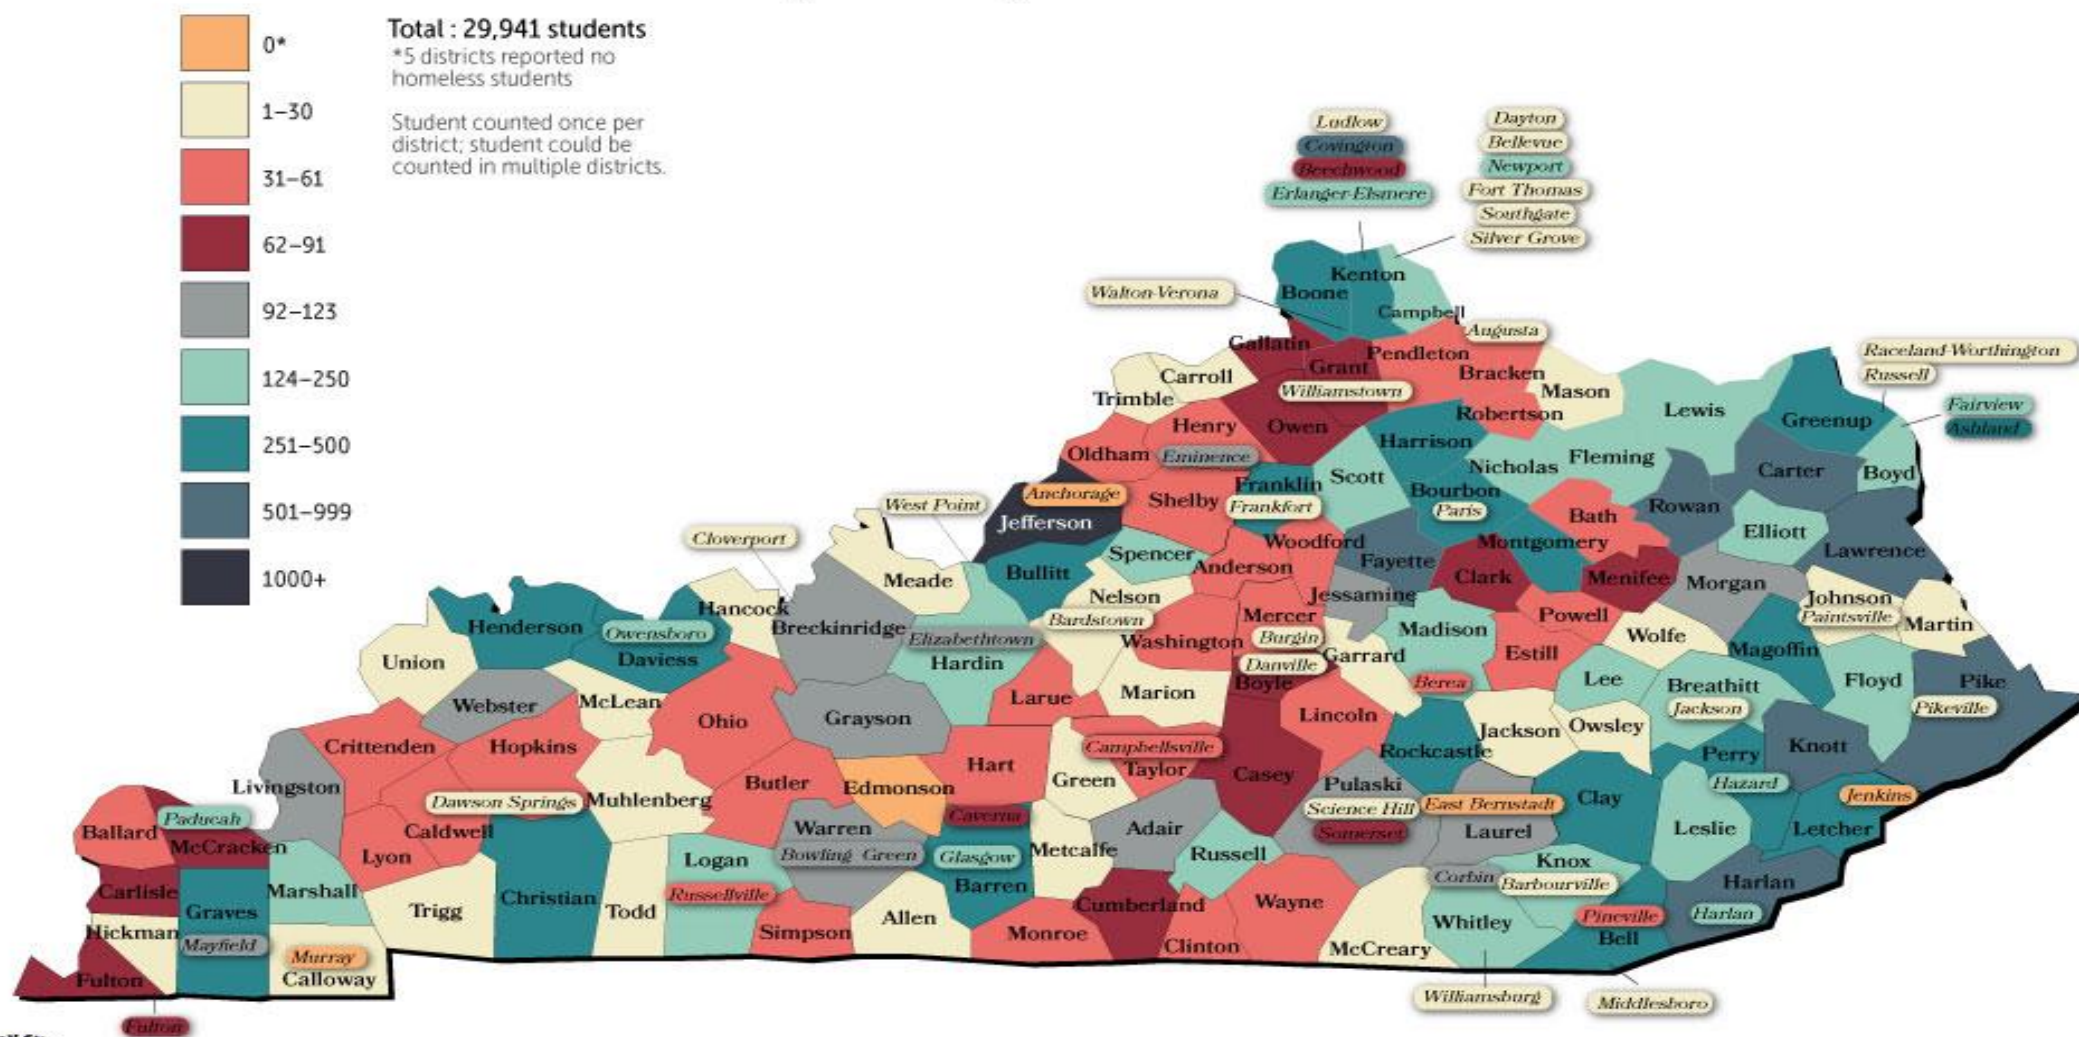 Total : 29,941 students
*5 districts reported no
homeless students
Student counted once per
district; student could be
counted in multiple districts.
0*
1–30
31–61
62–91
92–123
124–250
251–500
501–999
1000+
Ludlow
Covington
Beechwood
Erlanger-Elsmere
Dayton
Bellevue
Newport
Fort Thomas
Southgate
Silver Grove
Kenton
Boone
Campbell
Walton-Verona
Augusta
Gallatin
Grant
Pendleton
Bracken
Mason
Williamstown
Carroll
Trimble
Raceland-Worthington
Russell
Fairview
Ashland
Henry
Owen
Robertson
Lewis
Greenup
Oldham
Eminence
Harrison
Nicholas
Fleming
Carter
Boyd
Anchorage
Jefferson
Shelby
Franklin
Frankfort
Scott
Bourbon
Paris
Bath
Rowan
Elliott
Lawrence
West Point
Cloverport
Meade
Bullitt
Spencer
Anderson
Woodford
Fayette
Montgomery
Clark
Menifee
Morgan
Johnson
Paintsville
Martin
Hancock
Breckinridge
Nelson
Bardstown
Jessamine
Mercer
Burgin
Washington
Powell
Wolfe
Magoffin
Henderson
Owensboro
Daviess
Elizabethtown
Hardin
Danville
Boyle
Garrard
Madison
Berea
Estill
Lee
Breathitt
Jackson
Floyd
Pike
Pikeville
Union
Webster
McLean
Ohio
Grayson
Larue
Marion
Lincoln
Rockcastle
Jackson
Owsley
Perry
Knott
Crittenden
Hopkins
Butler
Edmonson
Hart
Green
Campbellsville
Taylor
Casey
Pulaski
Science Hill
Somerset
East Bernstadt
Laurel
Clay
Hazard
Jenkins
Leslie
Letcher
Livingston
Dawson Springs
Muhlenberg
Warren
Bowling Green
Caverna
Glasgow
Barren
Metcalfe
Adair
Russell
Ballard
Paducah
McCracken
Caldwell
Lyon
Logan
Russellville
Corbin
Knox
Barbourville
Harlan
Harlan
Carlisle
Graves
Marshall
Trigg
Christian
Todd
Simpson
Allen
Monroe
Cumberland
Clinton
Wayne
McCreary
Whitley
Pineville
Bell
Hickman
Mayfield
Murray
Calloway
Fulton
Fulton
Williamsburg
Middlesboro